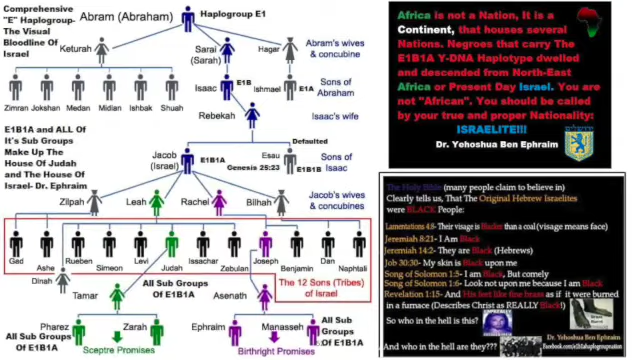 Comprehensive
"E" Haplogroup-
The Visual
Bloodline Of
Israel
Abram (Abraham)
Haplogroup E1
Keturah
Sarai
(Sarah)
Hagar
Abram's wives
& concubine
Zimran Jokshan Medan Midian Ishbak Shuah
Isaac
E1B
Ishmael
E1A
Sons of
Abraham
Rebekah
Isaac's wife
E1B1A and ALL Of
It's Sub Groups
Make Up The
House Of Judah
and The House Of
Israel- Dr. Ephraim
Jacob
(Israel)
E1B1A
Defaulted
Esau
Genesis 25:23
E1B1B
Sons of
Isaac
Zilpah
Leah
Rachel
Bilhah
Jacob's wives
& concubines
Gad
Ashe
Rueben
Simeon
Levi
Judah
Issachar
Zebulan
Joseph
Benjamin
Dan
Naphtali
Dinah
The 12 Sons (Tribes)
of Israel
Tamar
All Sub Groups
Of E1B1A
Asenath
All Sub Groups
Of E1B1A
Pharez
Zarah
Ephraim
Manasseh
All Sub Groups
Of E1B1A
Sceptre Promises
Birthright Promises
Africa is not a Nation, It is a
Continent, that houses several
Nations. Negroes that carry The
E1B1A Y-DNA Haplotype dwelled
and descended from North-East
Africa or Present Day Israel. You are
not "African". You should be called
by your true and proper Nationality:
ISRAELITE!!!
Dr. Yehoshua Ben Ephraim
The Holy Bible (many people claim to believe in)
Clearly tells us, That The Original Hebrew Israelites
were BLACK People:
Lamentations 4:8- Their visage is Blacker than a coal(visage means face)
Jeremiah 8:21- I Am Black
Jeremiah 14:2- They are Black (Hebrews)
Job 30:30- My skin is Black upon me
Song of Solomon 1:5- I am Black, But comely
Song of Solomon 1:6- Look not upon me because I am Black
Revelation 1:15- And His feet like fine brass as if it were burned
in a furnace (Describes Christ as REALLY Black!)
So who in the hell is this?
And who in the hell are they???
Dr. Yehoshua Ben Ephraim